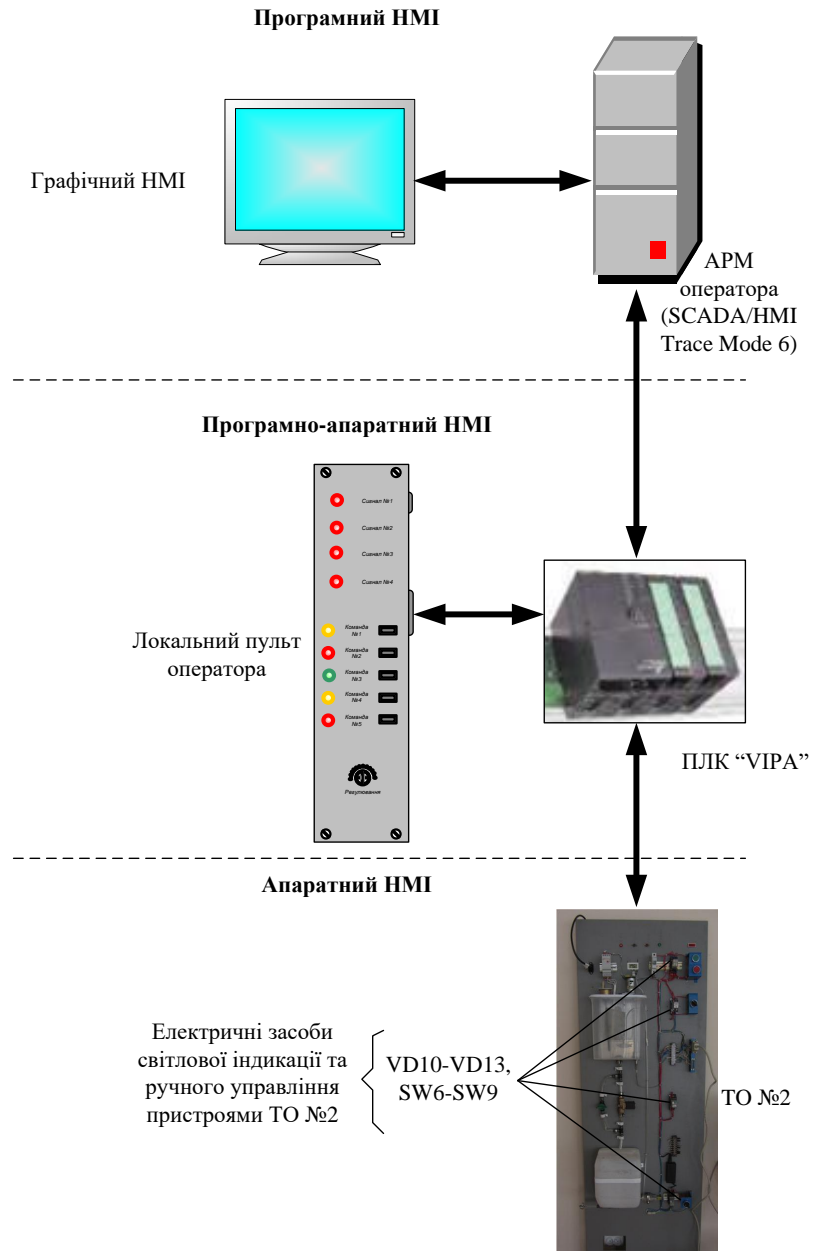 Програмний HMI
Графічний HMI
АРМ
оператора
(SCADA/HMI
Trace Mode 6)
Програмно-апаратний HMI
Сигнал №1
Сигнал №2
Сигнал №3
Сигнал №4
Команда
№1
Команда
№2
Команда
№3
Команда
№4
Команда
№5
Регулювання
Локальний пульт
оператора
ПЛК “VIPA”
Апаратний HMI
Електричні засоби
світлової індикації та
ручного управління
пристроями ТО №2
VD10-VD13,
SW6-SW9
ТО №2